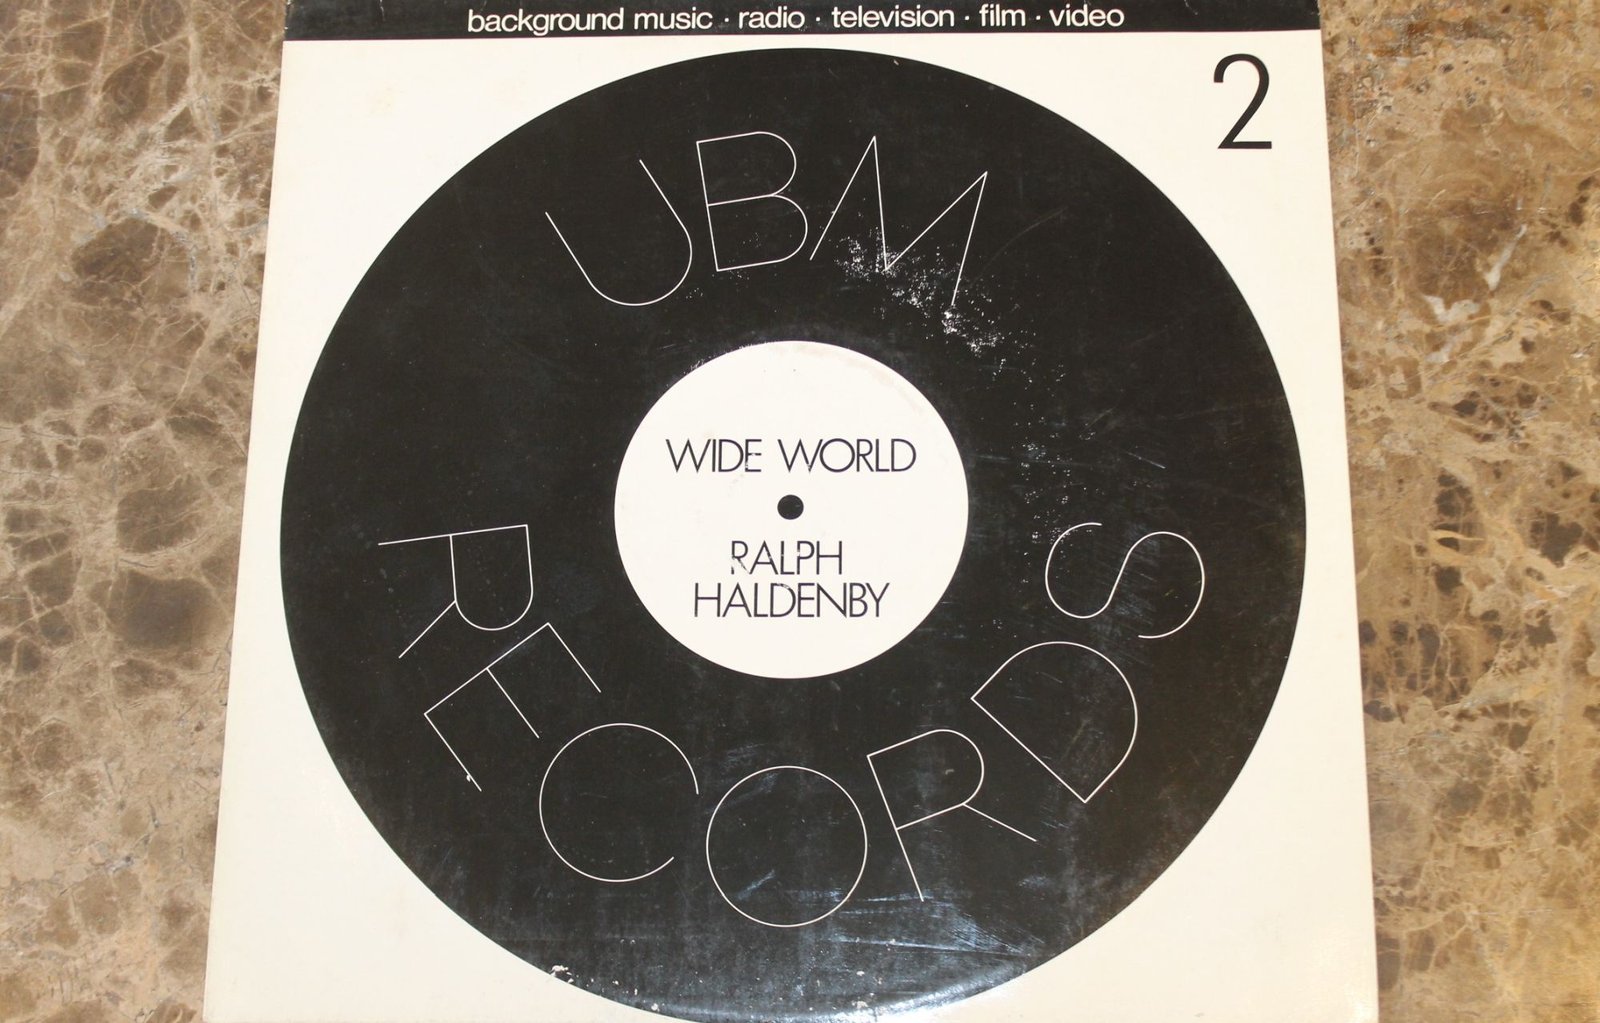 background music · radio · television · film · video
2
UBM
WIDE WORLD
RALPH
HALDENBY
RECORDS